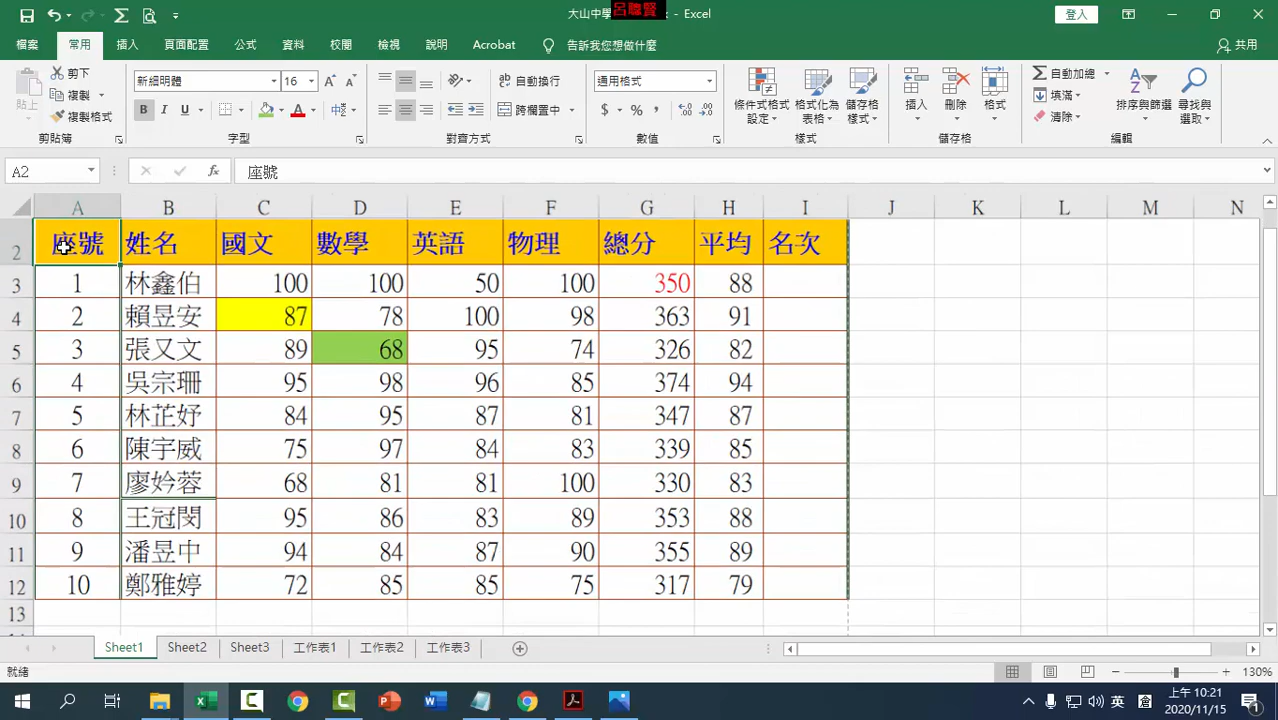 大山中學 呂聰賢 - Excel 登入
檔案 常用 插入 頁面配置 公式 資料 校閱 檢視 說明 Acrobat 告訴我您想做什麼 共用
貼上 剪下 複製 複製格式 剪貼簿
新細明體 16 B I U 字型
自動換行 跨欄置中 對齊方式
通用格式 $ % , 數值
條件式格式設定 格式化為表格 儲存格樣式 樣式
插入 刪除 格式 儲存格
自動加總 填滿 清除 排序與篩選 尋找與選取 編輯
A2 fx 座號
A B C D E F G H I J K L M N
2 座號 姓名 國文 數學 英語 物理 總分 平均 名次
3 1 林鑫伯 100 100 50 100 350 88
4 2 賴昱安 87 78 100 98 363 91
5 3 張又文 89 68 95 74 326 82
6 4 吳宗珊 95 98 96 85 374 94
7 5 林芷妤 84 95 87 81 347 87
8 6 陳宇威 75 97 84 83 339 85
9 7 廖妗蓉 68 81 81 100 330 83
10 8 王冠閔 95 86 83 89 353 88
11 9 潘昱中 94 84 87 90 355 89
12 10 鄭雅婷 72 85 85 75 317 79
13
Sheet1 Sheet2 Sheet3 工作表1 工作表2 工作表3
就緒 130%
英 上午 10:21
2020/11/15